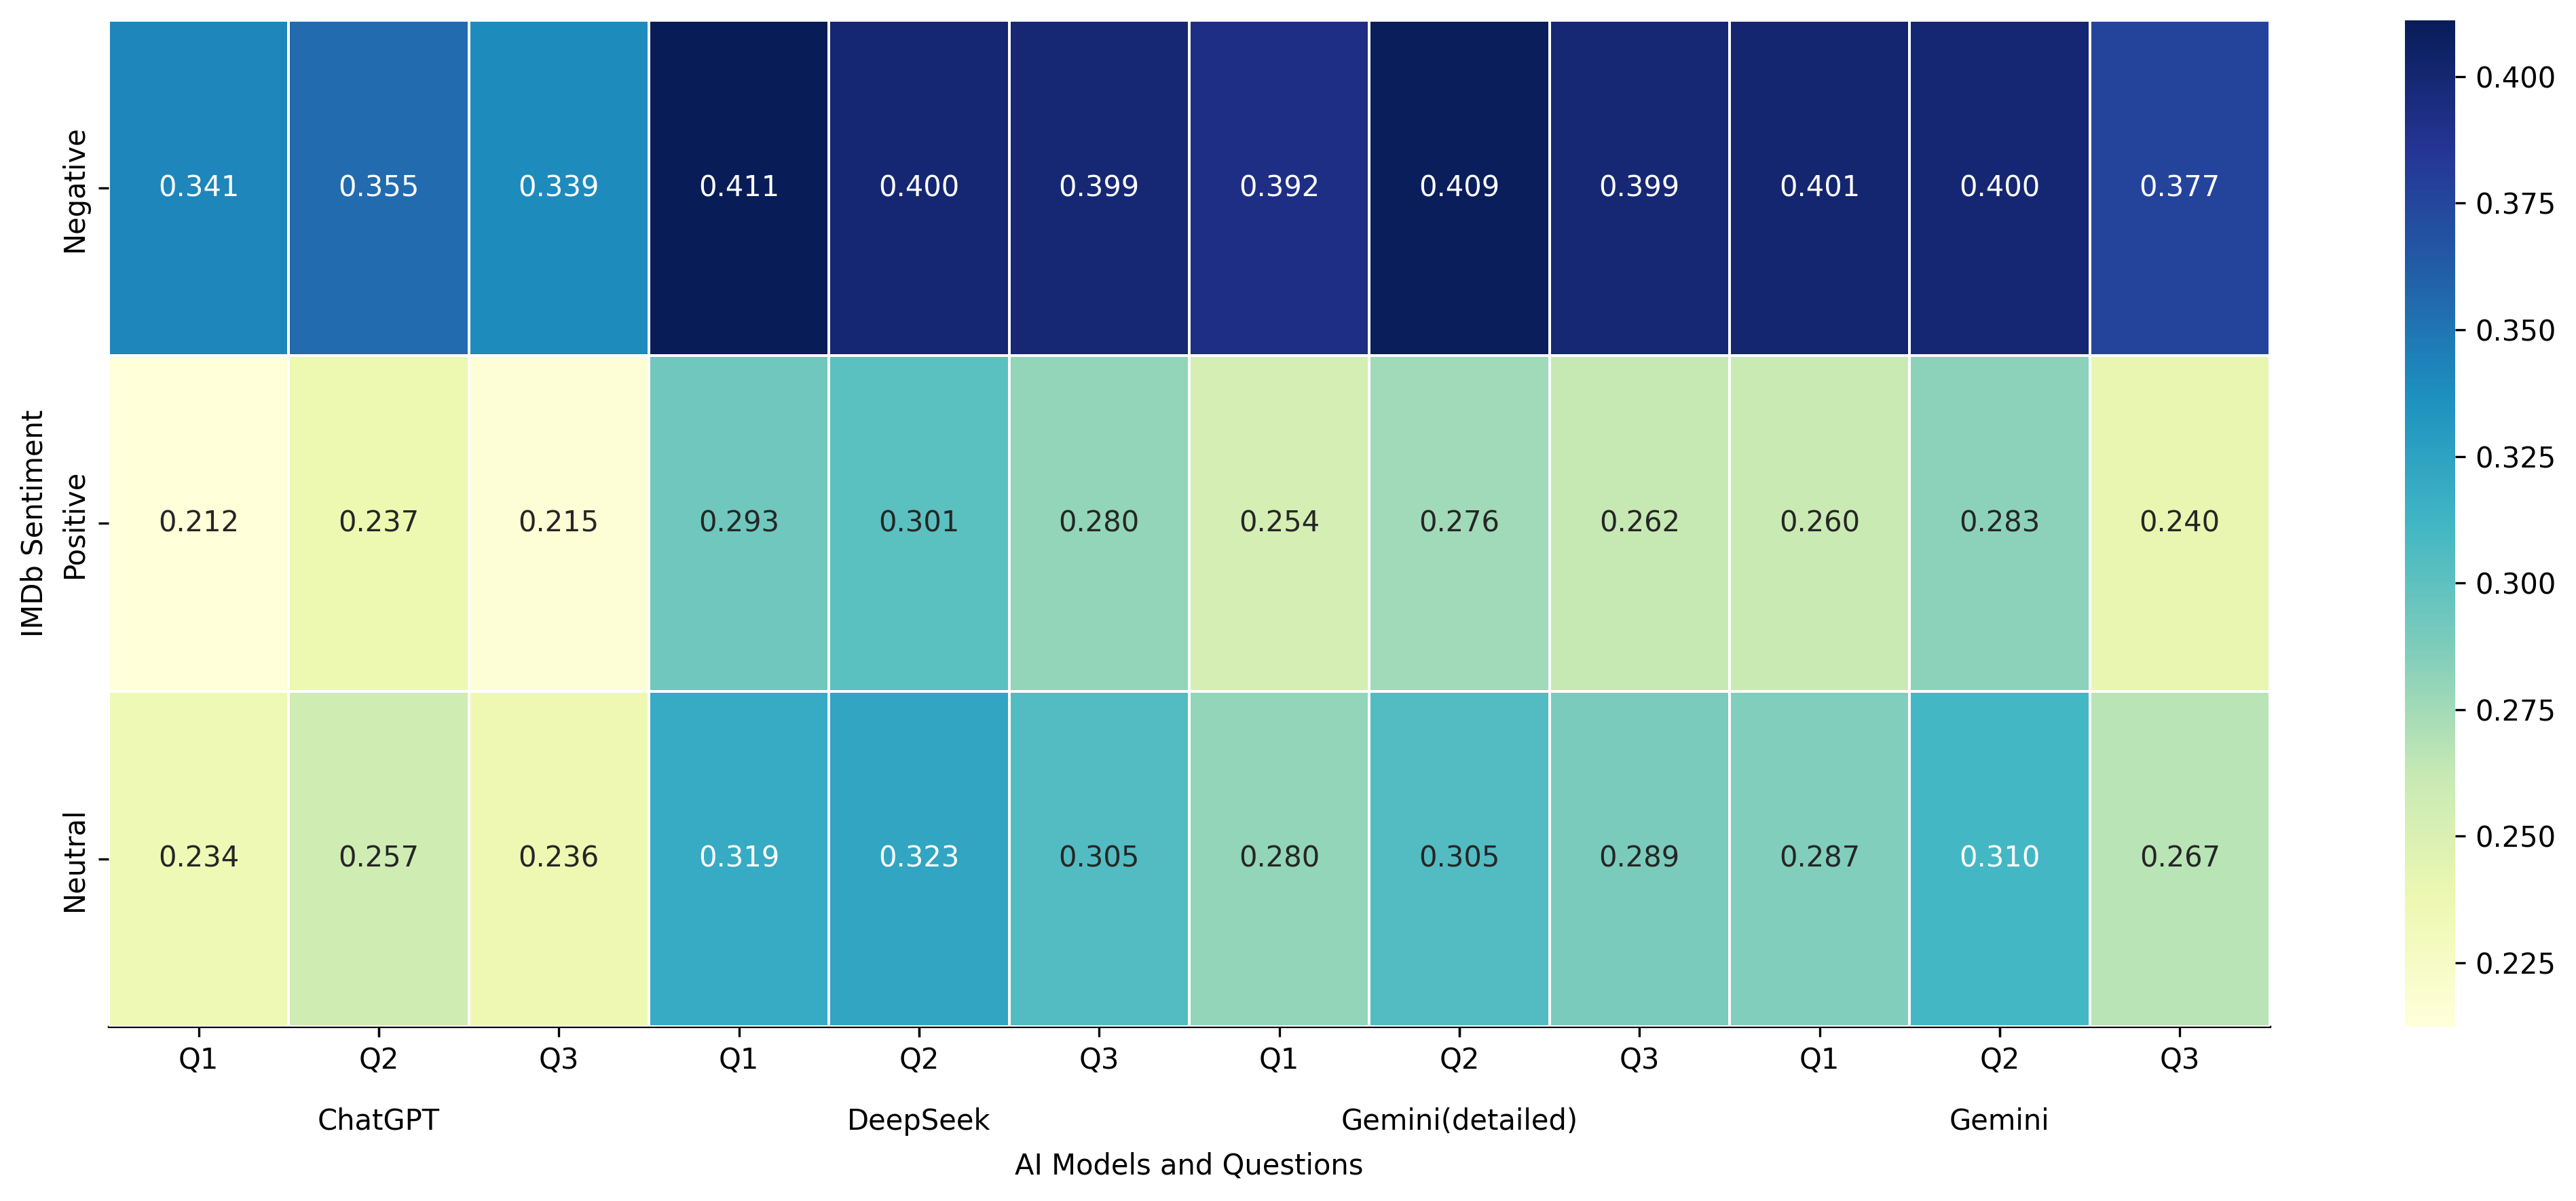 Negative 0.341 0.355 0.339 0.411 0.400 0.399 0.392 0.409 0.399 0.401 0.400 0.377
Positive 0.212 0.237 0.215 0.293 0.301 0.280 0.254 0.276 0.262 0.260 0.283 0.240
Neutral 0.234 0.257 0.236 0.319 0.323 0.305 0.280 0.305 0.289 0.287 0.310 0.267
IMDb Sentiment
Q1 Q2 Q3 Q1 Q2 Q3 Q1 Q2 Q3 Q1 Q2 Q3
ChatGPT DeepSeek Gemini(detailed) Gemini
AI Models and Questions
0.400
0.375
0.350
0.325
0.300
0.275
0.250
0.225